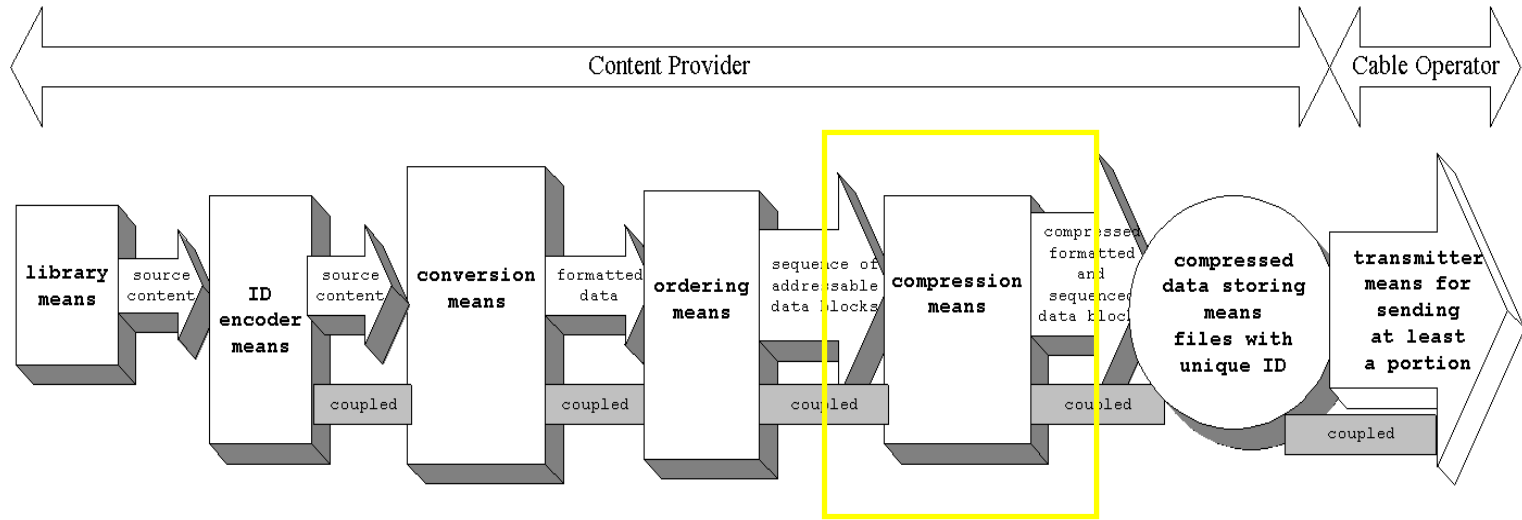 Content Provider
Cable Operator
library
means
source
content
ID
encoder
means
source
content
coupled
conversion
means
formatted
data
coupled
ordering
means
sequence of
addressable
data blocks
coupled
compression
means
compressed
formatted
and
sequenced
data blocks
coupled
compressed
data storing
means
files with
unique ID
transmitter
means for
sending
at least
a portion
coupled